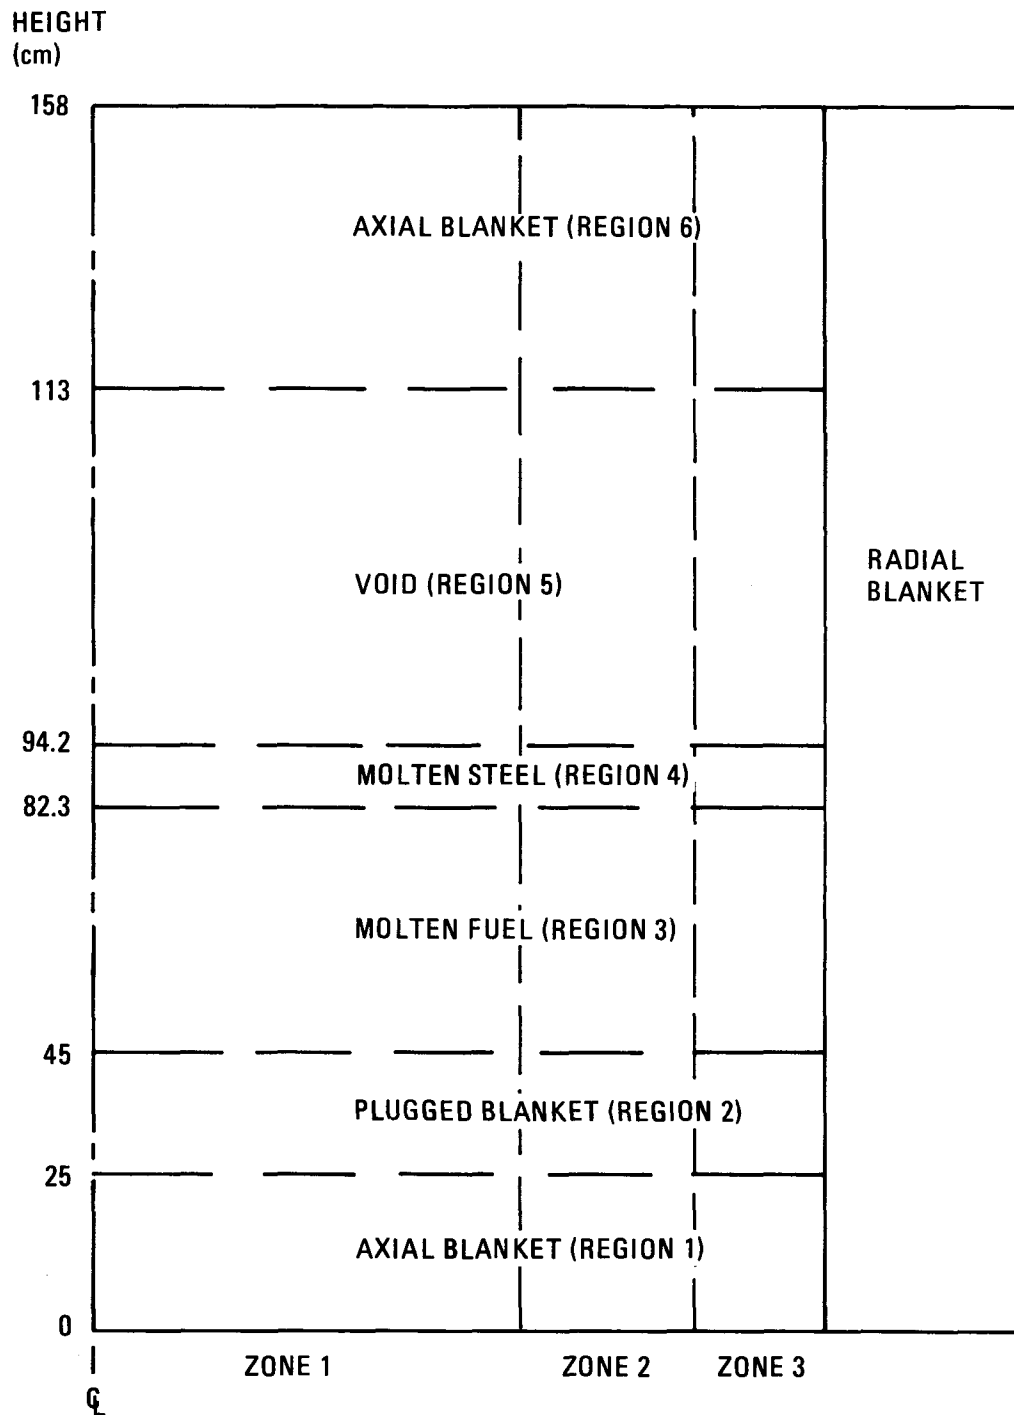 HEIGHT
(cm)
158
AXIAL BLANKET (REGION 6)
113
VOID (REGION 5)
RADIAL
BLANKET
94.2
MOLTEN STEEL (REGION 4)
82.3
MOLTEN FUEL (REGION 3)
45
PLUGGED BLANKET (REGION 2)
25
AXIAL BLANKET (REGION 1)
0
ZONE 1 ZONE 2 ZONE 3
℄